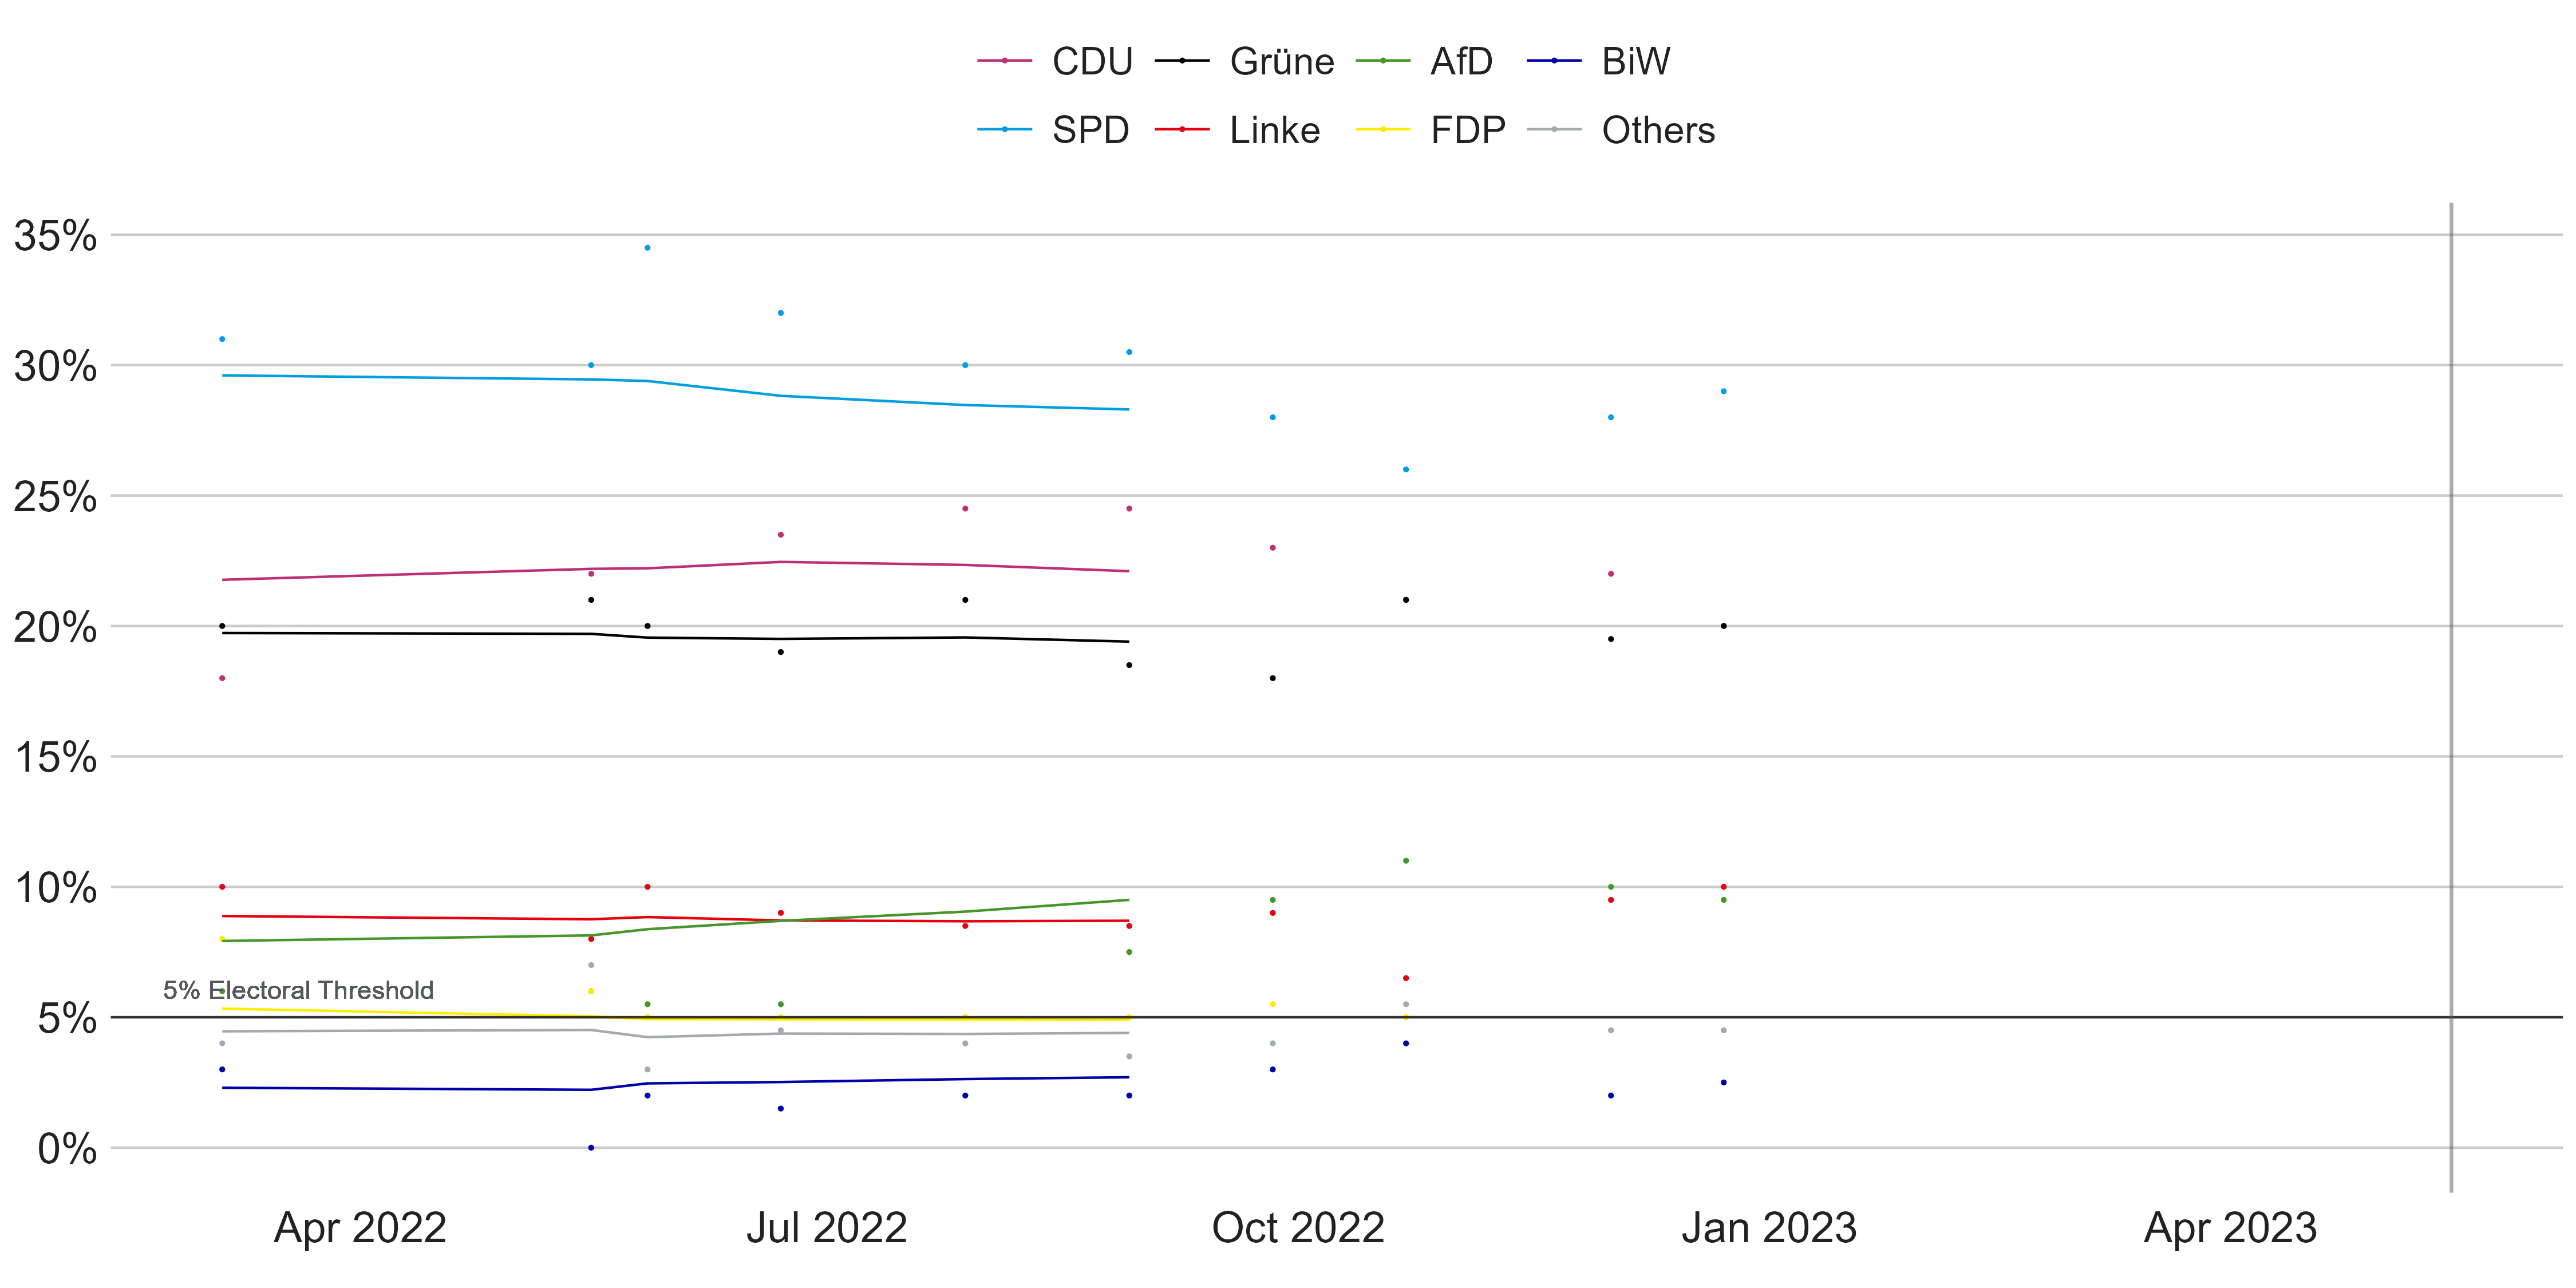 CDU Grüne AfD BiW
SPD Linke FDP Others
35%
30%
25%
20%
15%
10%
5% Electoral Threshold
5%
0%
Apr 2022 Jul 2022 Oct 2022 Jan 2023 Apr 2023